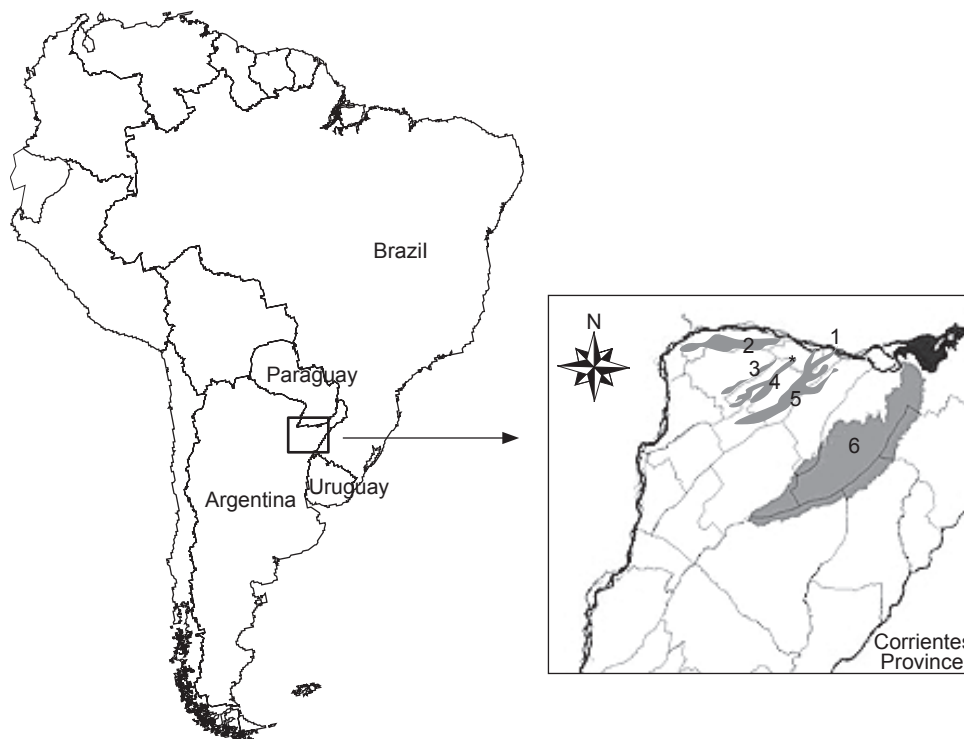 Brazil
Paraguay
Argentina
Uruguay
N
1
2
3
*
4
5
6
Corrientes
Province